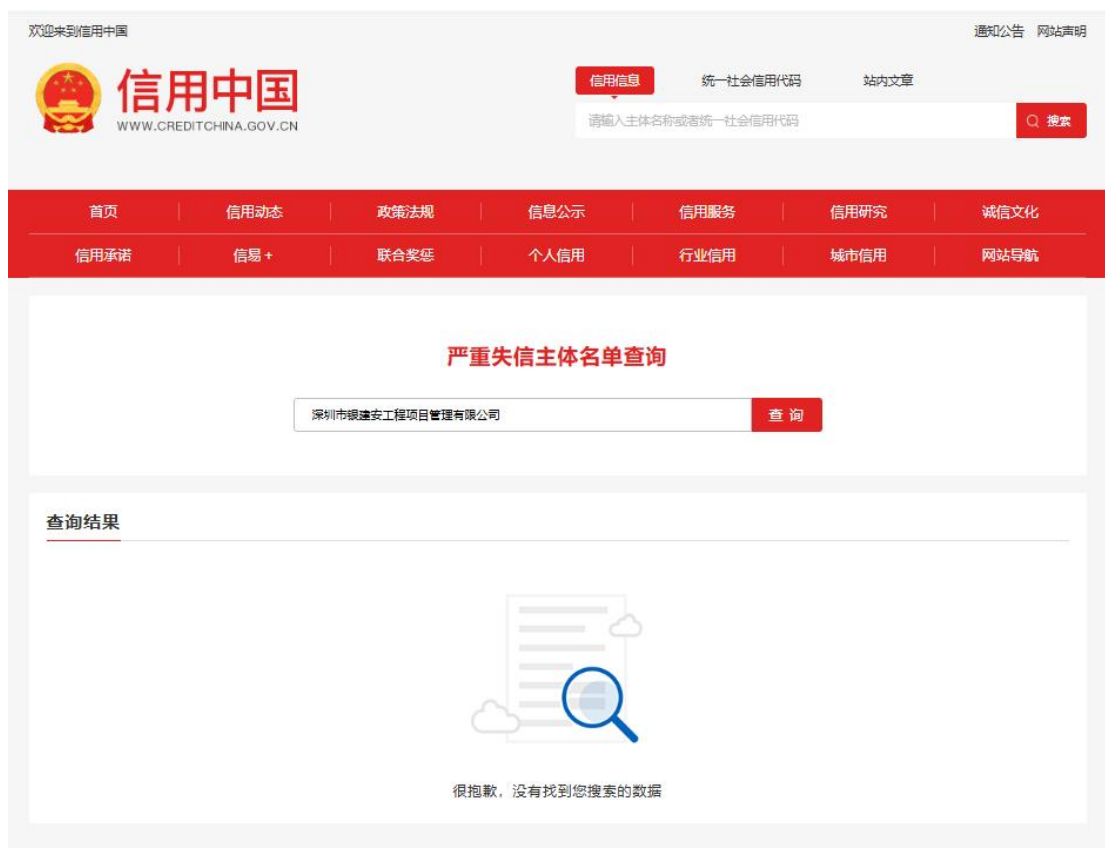 欢迎来到信用中国
通知公告 网站声明
信用中国
WWW.CREDITCHINA.GOV.CN
信用信息 统一社会信用代码 站内文章
请输入主体名称或者统一社会信用代码 搜索
首页 信用动态 政策法规 信息公示 信用服务 信用研究 诚信文化
信用承诺 信易+ 联合奖惩 个人信用 行业信用 城市信用 网站导航
严重失信主体名单查询
深圳市银建安工程项目管理有限公司 查询
查询结果
很抱歉，没有找到您搜索的数据